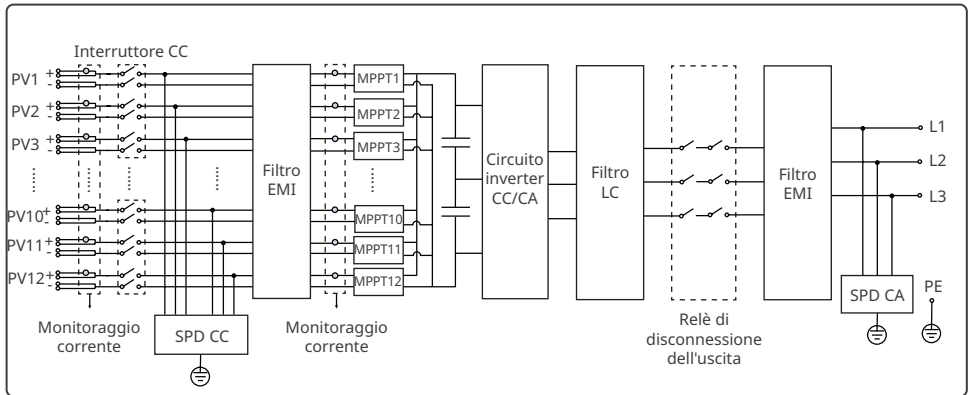 Interruttore CC
PV1 + -
PV2 + -
PV3 + -
PV10 + -
PV11 + -
PV12 + -
Monitoraggio
corrente
SPD CC
Filtro
EMI
Monitoraggio
corrente
MPPT1
MPPT2
MPPT3
MPPT10
MPPT11
MPPT12
Circuito
inverter
CC/CA
Filtro
LC
Relè di
disconnessione
dell'uscita
Filtro
EMI
L1
L2
L3
SPD CA
PE